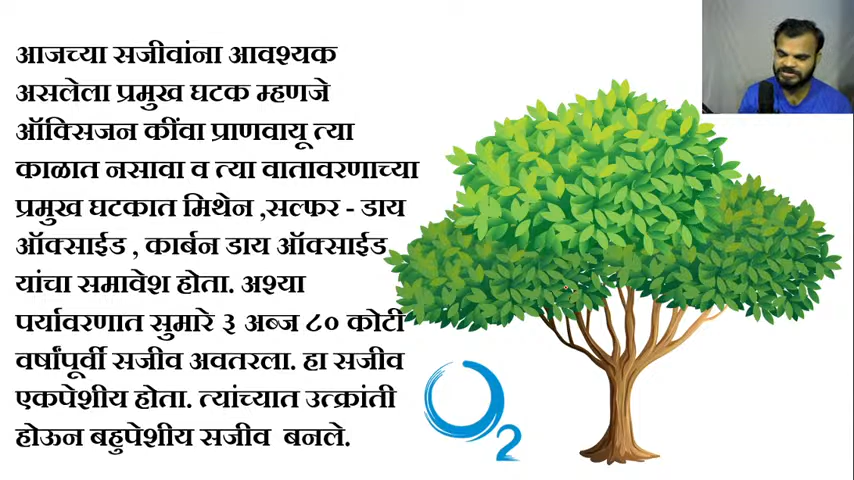 आजच्या सजीवांना आवश्यक
असलेला प्रमुख घटक म्हणजे
ऑक्सिजन कींवा प्राणवायू त्या
काळात नसावा व त्या वातावरणाच्या
प्रमुख घटकात मिथेन ,सल्फर - डाय
ऑक्साईड , कार्बन डाय ऑक्साईड
यांचा समावेश होता. अश्या
पर्यावरणात सुमारे ३ अब्ज ८० कोटी
वर्षांपूर्वी सजीव अवतरला. हा सजीव
एकपेशीय होता. त्यांच्यात उत्क्रांती
होऊन बहुपेशीय सजीव बनले.
O2